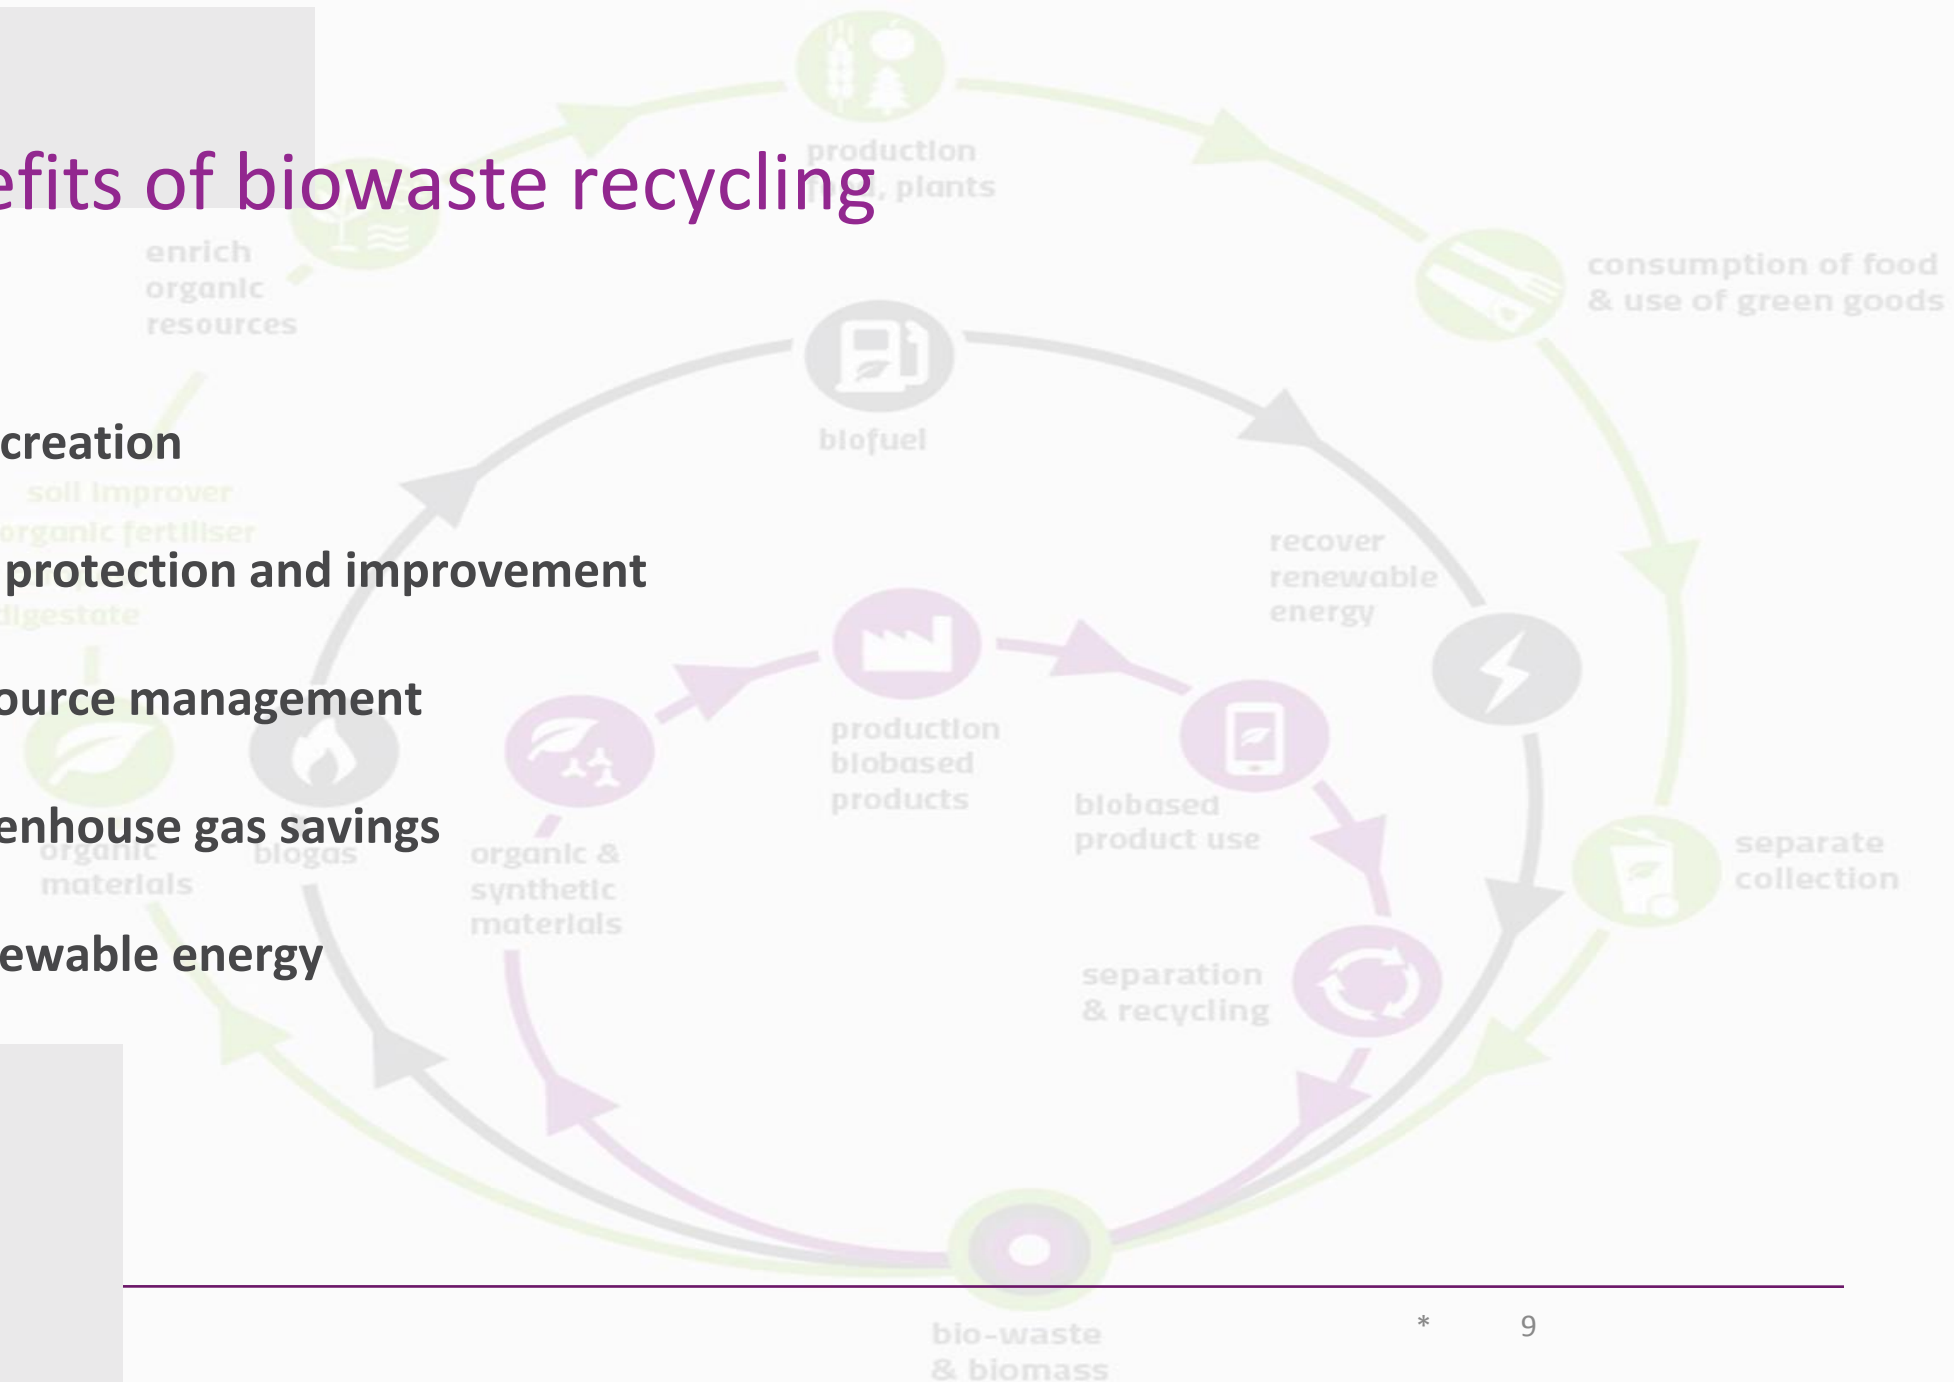 efits of biowaste recycling
production
food, plants
enrich
organic
resources
consumption of food
& use of green goods
biofuel
creation
soil improver
organic fertiliser
protection and improvement
digestate
recover
renewable
energy
ource management
production
biobased
products
biobased
product use
enhouse gas savings
organic
materials
biogas
organic &
synthetic
materials
separate
collection
ewable energy
separation
& recycling
* 9
bio-waste
& biomass